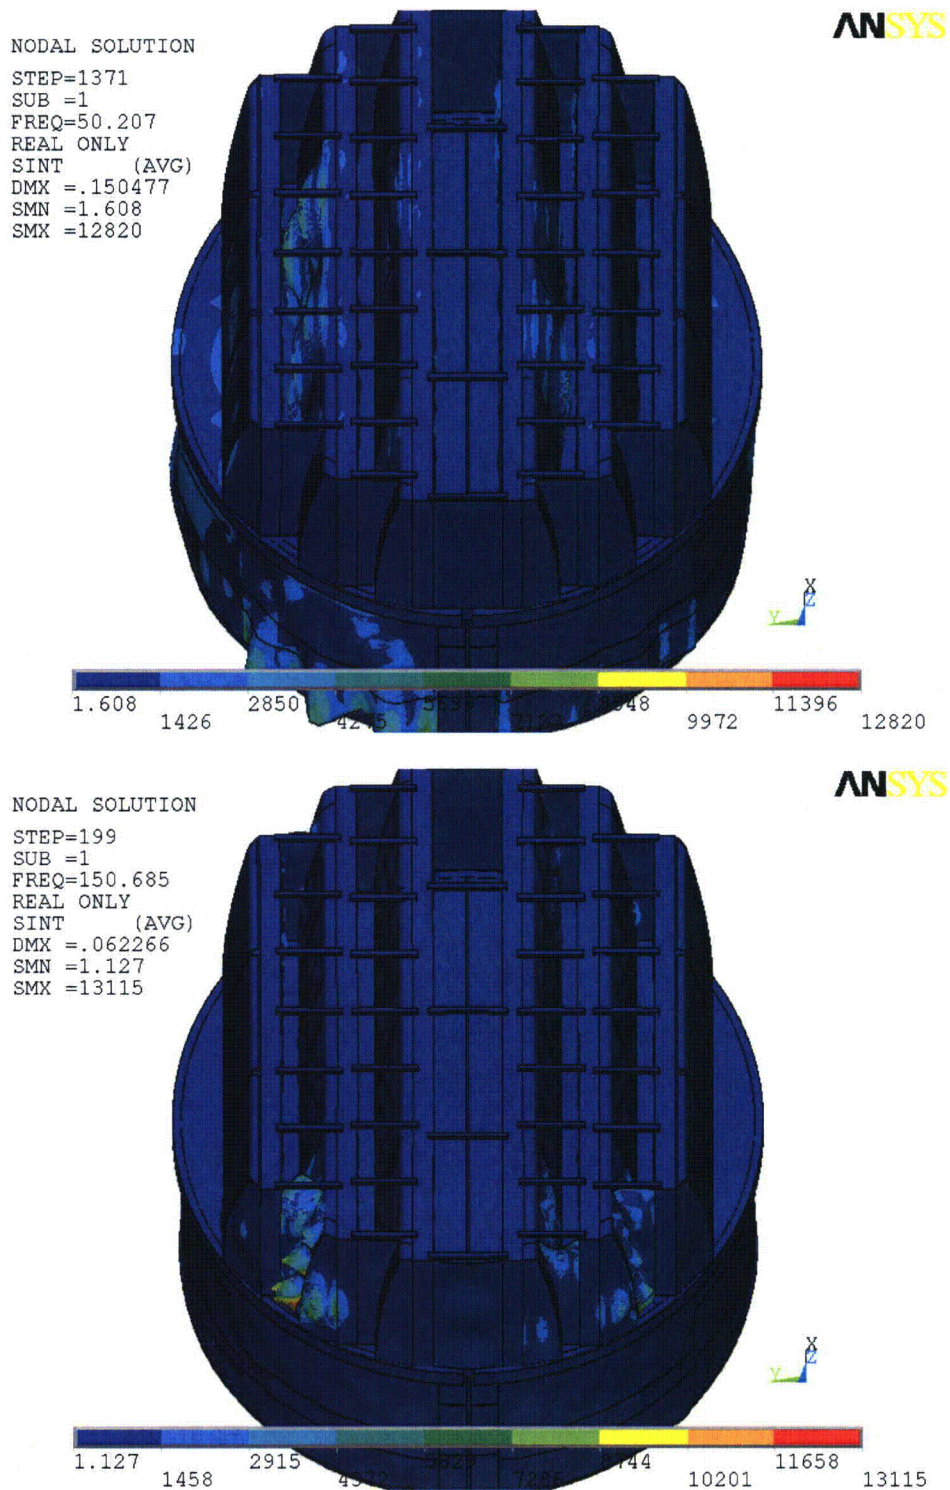 ANSYS
NODAL SOLUTION
STEP=1371
SUB =1
FREQ=50.207
REAL ONLY
SINT (AVG)
DMX =.150477
SMN =1.608
SMX =12820
X
Y Z
1.608 2850 11396
1426 9972 12820
ANSYS
NODAL SOLUTION
STEP=199
SUB =1
FREQ=150.685
REAL ONLY
SINT (AVG)
DMX =.062266
SMN =1.127
SMX =13115
X
Y Z
1.127 2915 11658
1458 10201 13115